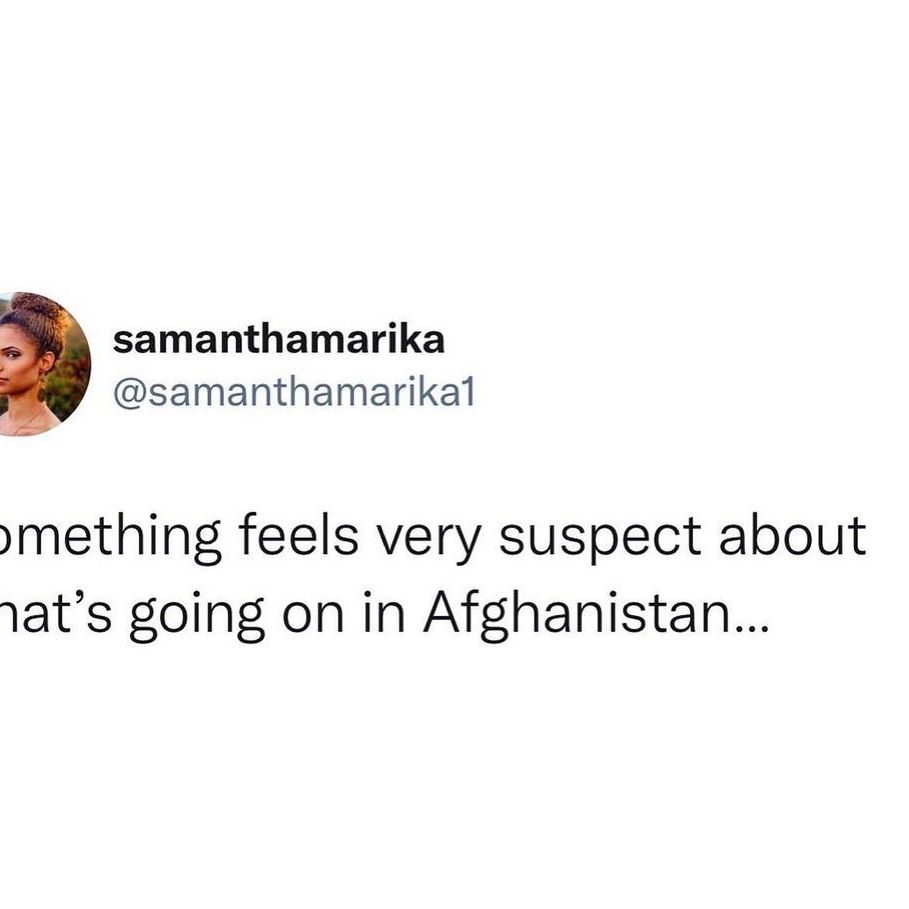 samanthamarika
@samanthamarika1
omething feels very suspect about
hat’s going on in Afghanistan...